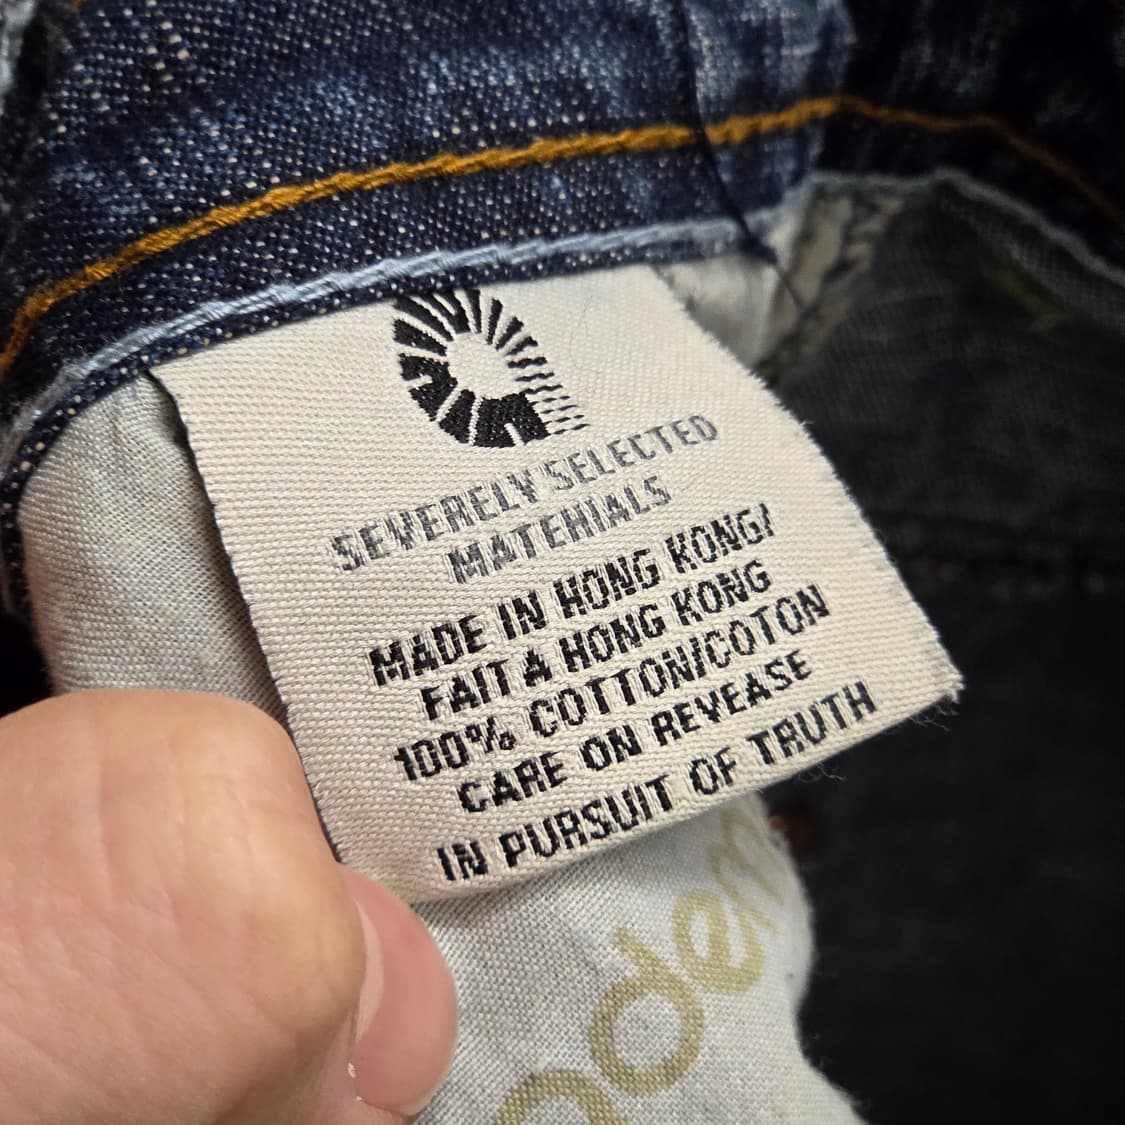 SEVERELY SELECTED
MATERIALS
MADE IN HONG KONG/
FAIT A HONG KONG
100% COTTON/COTON
CARE ON REVEASE
IN PURSUIT OF TRUTH